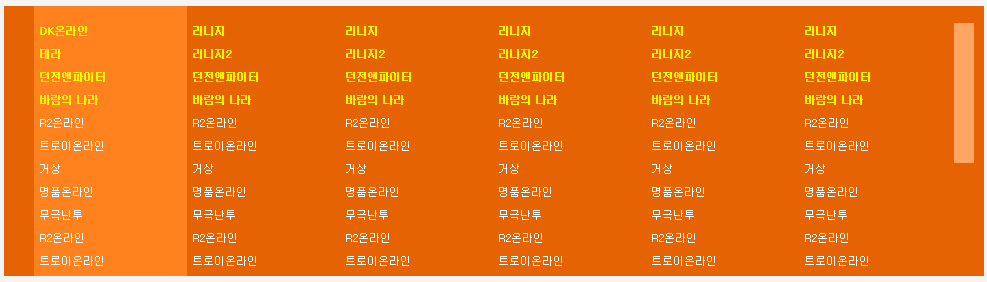 DK온라인 리니지 리니지 리니지 리니지 리니지
테라 리니지2 리니지2 리니지2 리니지2 리니지2
던전앤파이터 던전앤파이터 던전앤파이터 던전앤파이터 던전앤파이터 던전앤파이터
바람의 나라 바람의 나라 바람의 나라 바람의 나라 바람의 나라 바람의 나라
R2온라인 R2온라인 R2온라인 R2온라인 R2온라인 R2온라인
트로이온라인 트로이온라인 트로이온라인 트로이온라인 트로이온라인 트로이온라인
거상 거상 거상 거상 거상 거상
명품온라인 명품온라인 명품온라인 명품온라인 명품온라인 명품온라인
무극난투 무극난투 무극난투 무극난투 무극난투 무극난투
R2온라인 R2온라인 R2온라인 R2온라인 R2온라인 R2온라인
트로이온라인 트로이온라인 트로이온라인 트로이온라인 트로이온라인 트로이온라인